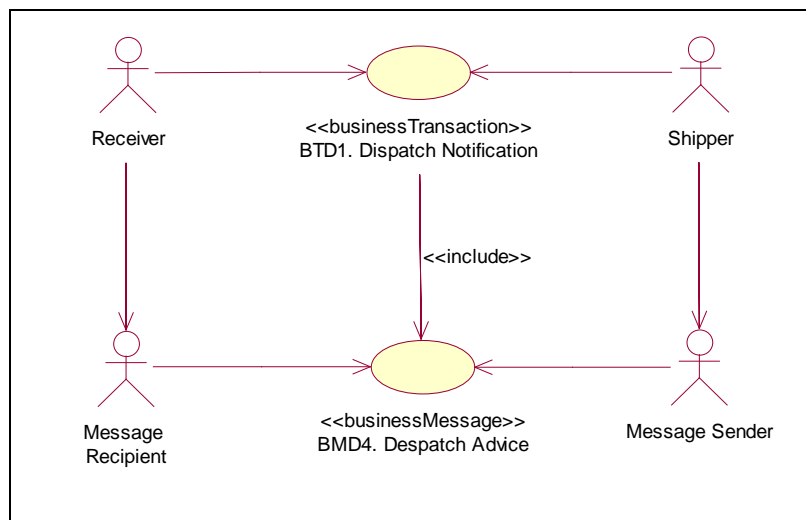 <<businessTransaction>>
Receiver
BTD1. Dispatch Notification
Shipper
<<include>>
<<businessMessage>>
Message
Recipient
BMD4. Despatch Advice
Message Sender